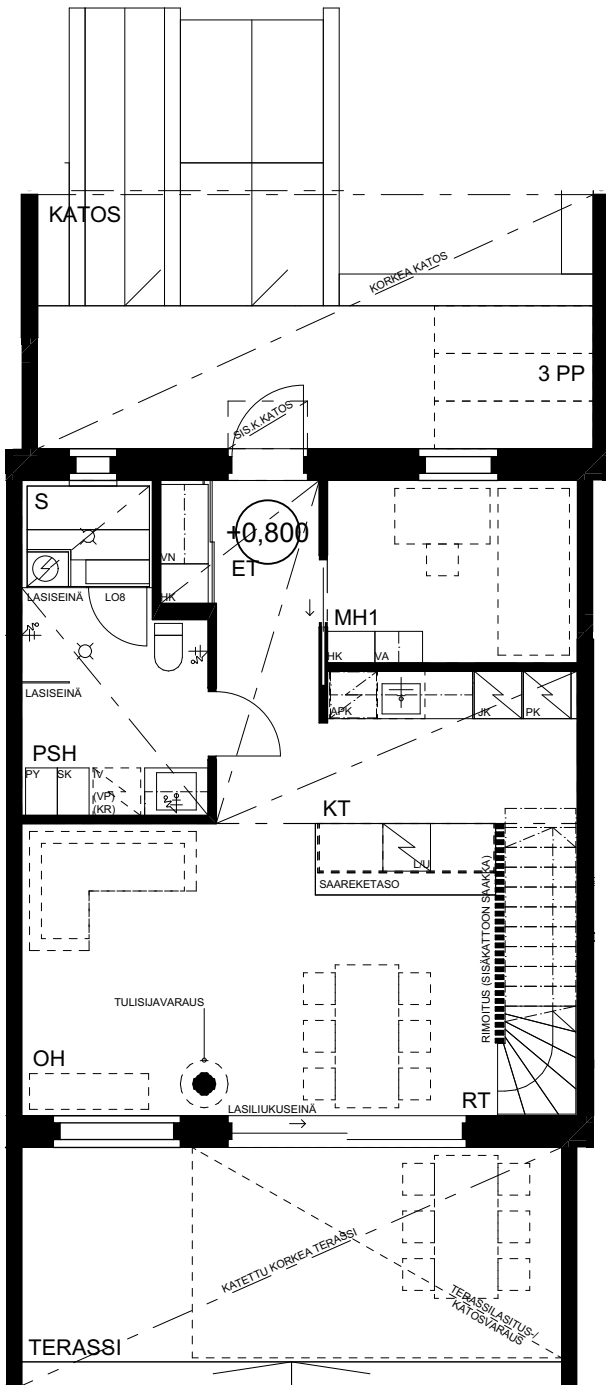 KATOS
KORKEA KATOS
3 PP
SIS.K.KATOS
S
+0,800
VN
ET
LASISEINÄ
LO8
HK
MH1
HK
VA
LASISEINÄ
APK
JK
PK
PSH
PY
SK
IV
(VP)
(KR)
KT
L/U
SAAREKETASO
RIMOITUS (SISÄKATTOON SAAKKA)
TULISIJAVARAUS
OH
LASILIUKUSEINÄ
RT
KATETTU KORKEA TERASSI
TERASSILASITUS-/
KATOSVARAUS
TERASSI